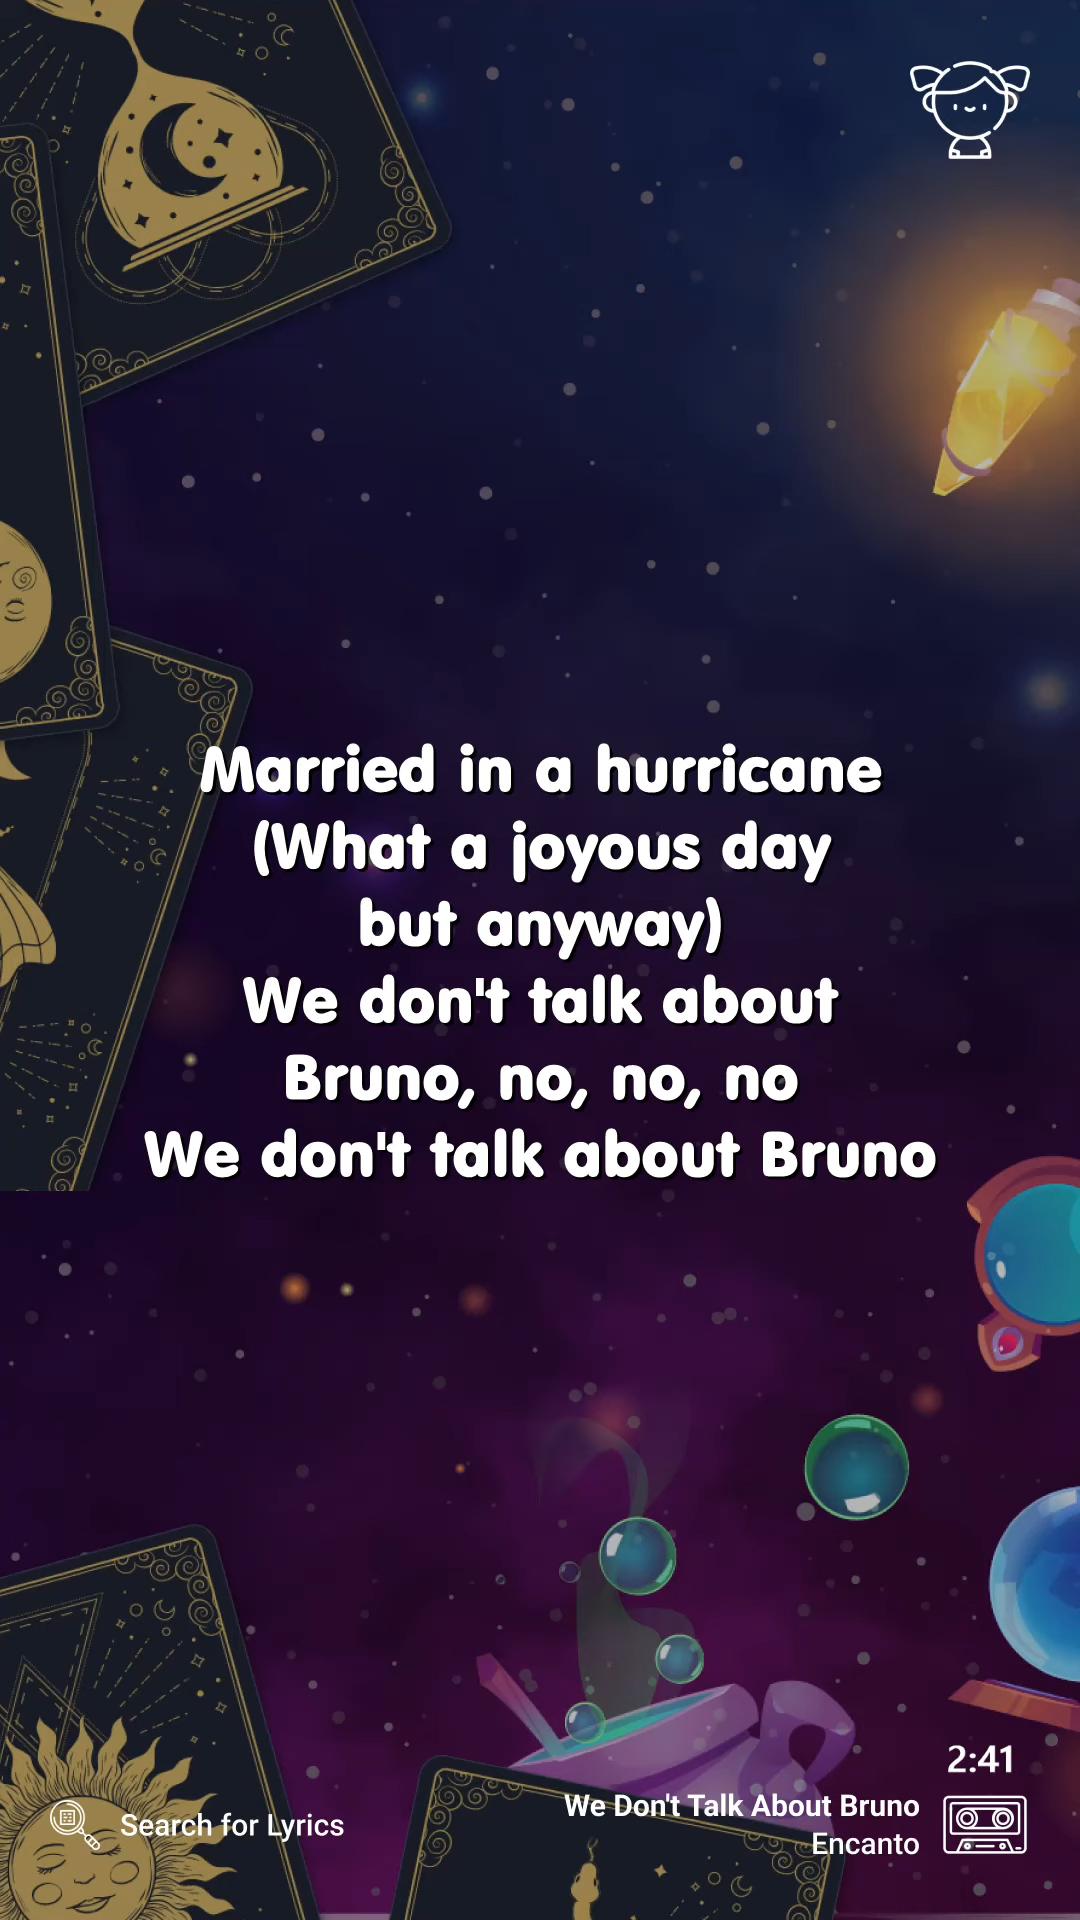 Married in a hurricane
(What a joyous day
but anyway)
We don't talk about
Bruno, no, no, no
We don't talk about Bruno
2:41
We Don't Talk About Bruno
Encanto
Search for Lyrics